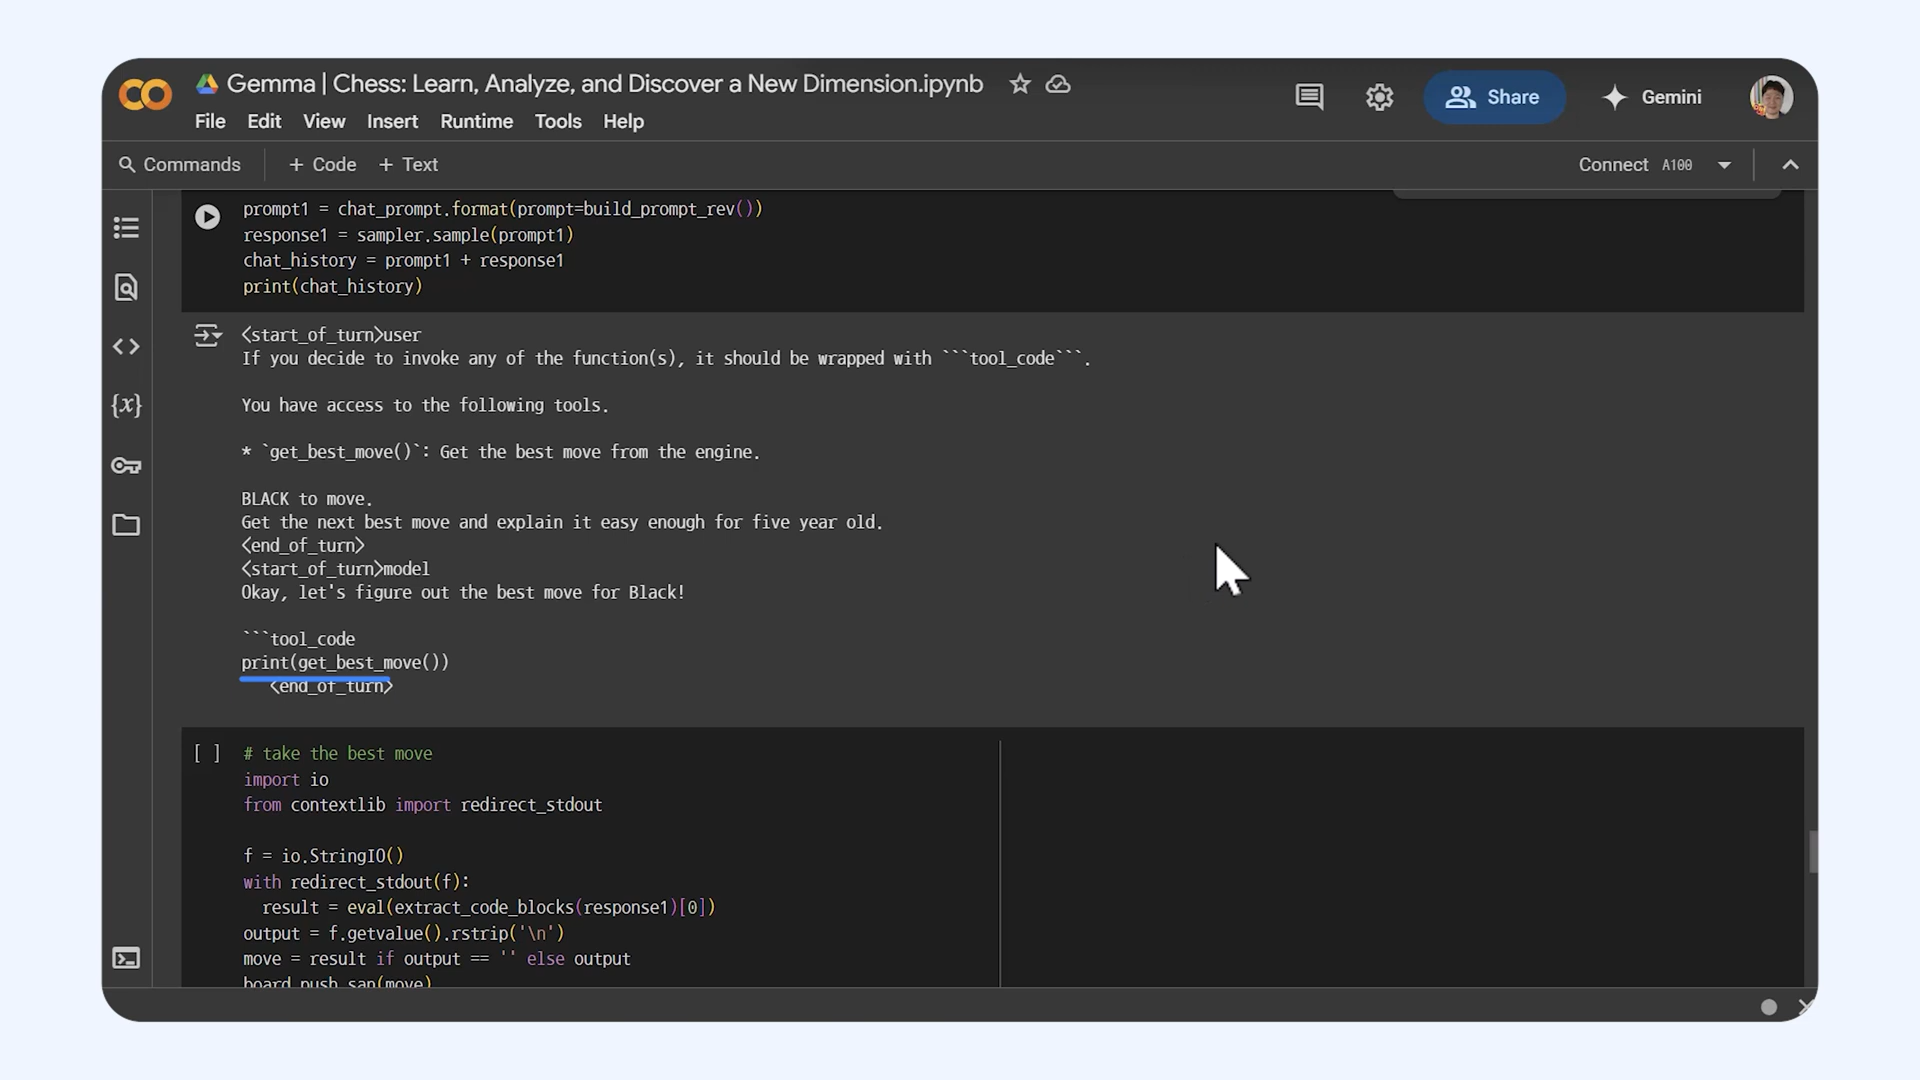 Gemma | Chess: Learn, Analyze, and Discover a New Dimension.ipynb
File Edit View Insert Runtime Tools Help
Share
Gemini
Commands + Code + Text
Connect A100
prompt1 = chat_prompt.format(prompt=build_prompt_rev())
response1 = sampler.sample(prompt1)
chat_history = prompt1 + response1
print(chat_history)
<start_of_turn>user
If you decide to invoke any of the function(s), it should be wrapped with ```tool_code```.
You have access to the following tools.
* `get_best_move()`: Get the best move from the engine.
BLACK to move.
Get the next best move and explain it easy enough for five year old.
<end_of_turn>
<start_of_turn>model
Okay, let's figure out the best move for Black!
```tool_code
print(get_best_move())
<end_of_turn>
[ ] # take the best move
import io
from contextlib import redirect_stdout
f = io.StringIO()
with redirect_stdout(f):
result = eval(extract_code_blocks(response1)[0])
output = f.getvalue().rstrip('\n')
move = result if output == '' else output
board.push_san(move)